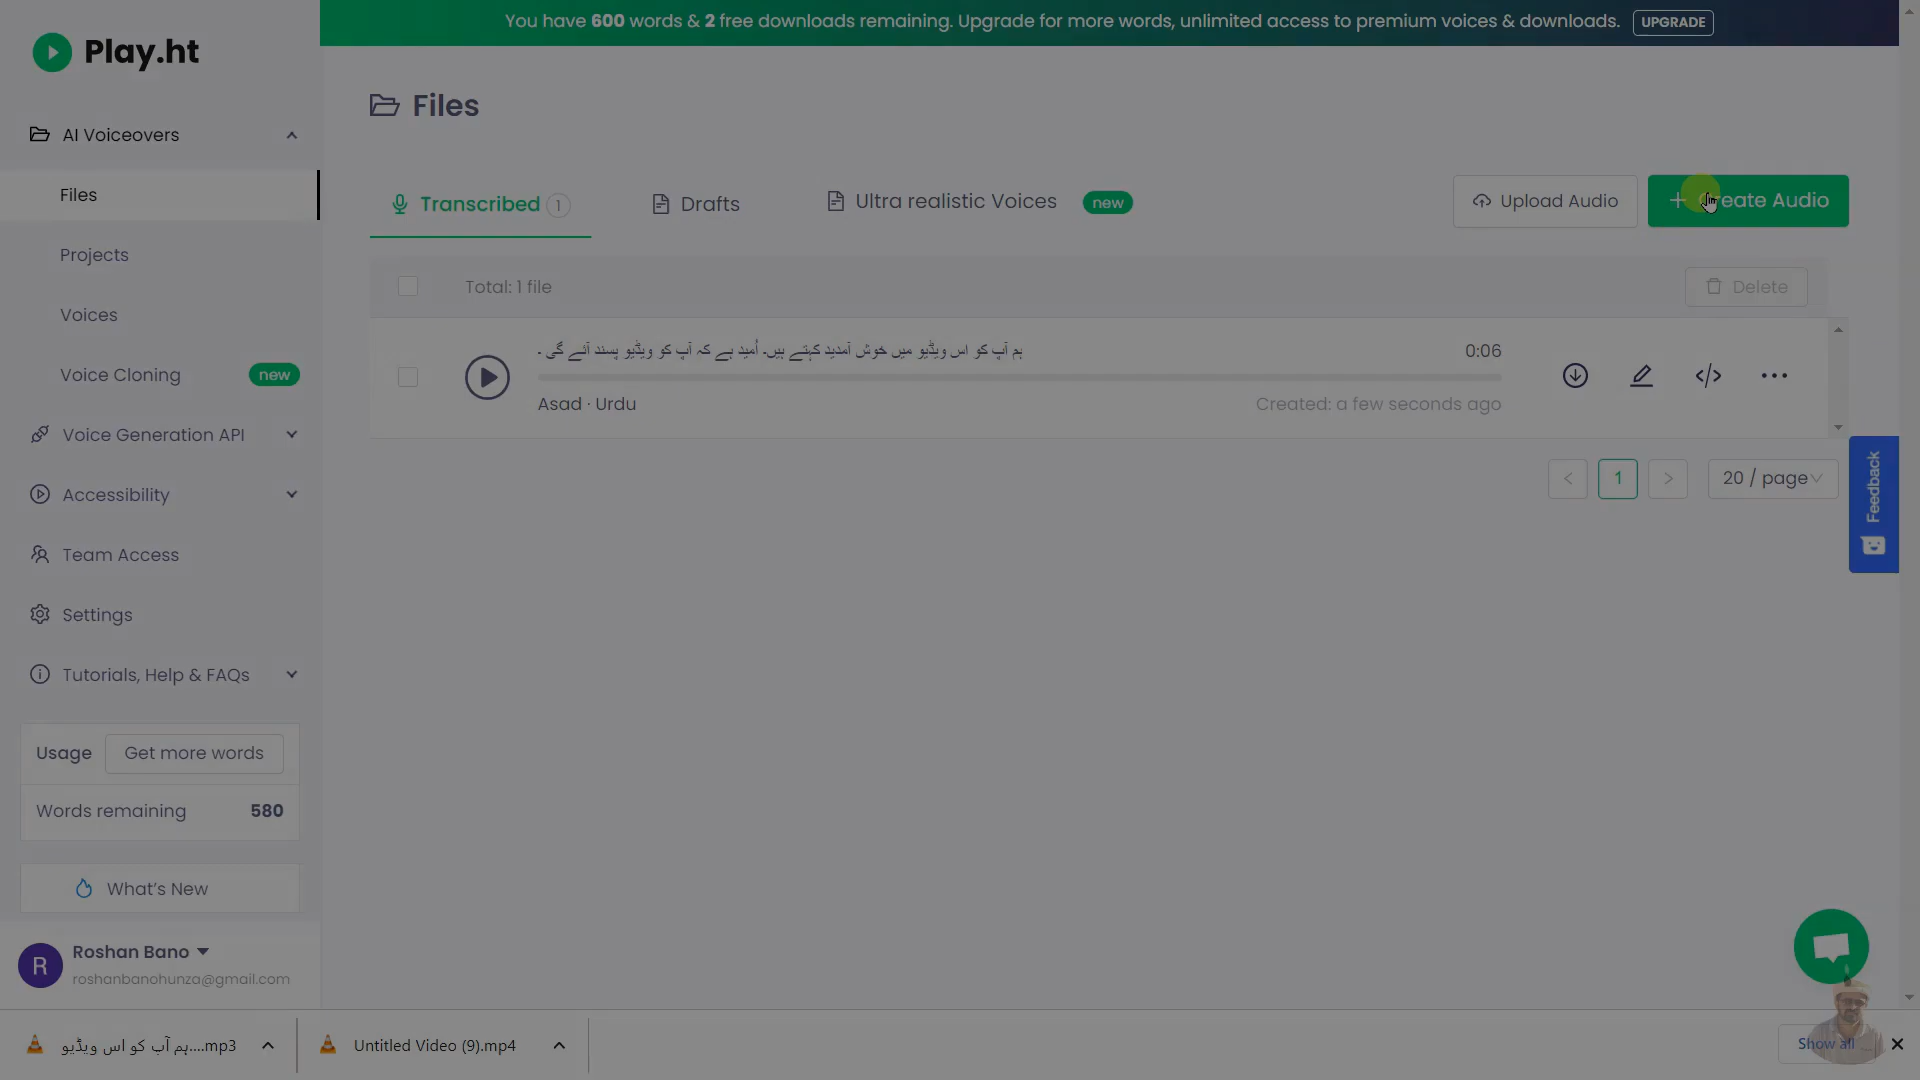 You have 600 words & 2 free downloads remaining. Upgrade for more words, unlimited access to premium voices & downloads. UPGRADE
Play.ht
Files
AI Voiceovers
Files
Transcribed 1
Drafts
Ultra realistic Voices new
Upload Audio
+ Create Audio
Projects
Total: 1 file
Delete
Voices
ہم آپ کو اس ویڈیو میں خوش آمدید کہتے ہیں۔ اُمید ہے کہ آپ کو ویڈیو پسند آئے گی ۔
0:06
Voice Cloning new
Asad · Urdu
Created: a few seconds ago
Voice Generation API
< 1 > 20 / page
Feedback
Accessibility
Team Access
Settings
Tutorials, Help & FAQs
Usage Get more words
Words remaining 580
What's New
R
Roshan Bano
roshanbanohunza@gmail.com
ہم آپ کو اس ویڈیو....mp3
Untitled Video (9).mp4
Show all